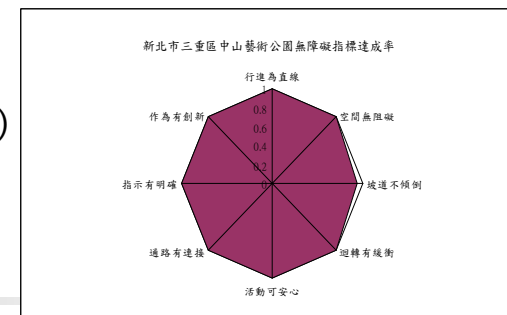 新北市三重區中山藝術公園無障礙指標達成率
行進為直線
1
作為有創新
0.8
空間無阻礙
0.6
0.4
0.2
指示有明確
0
坡道不傾倒
通路有連接
迴轉有緩衝
活動可安心
)